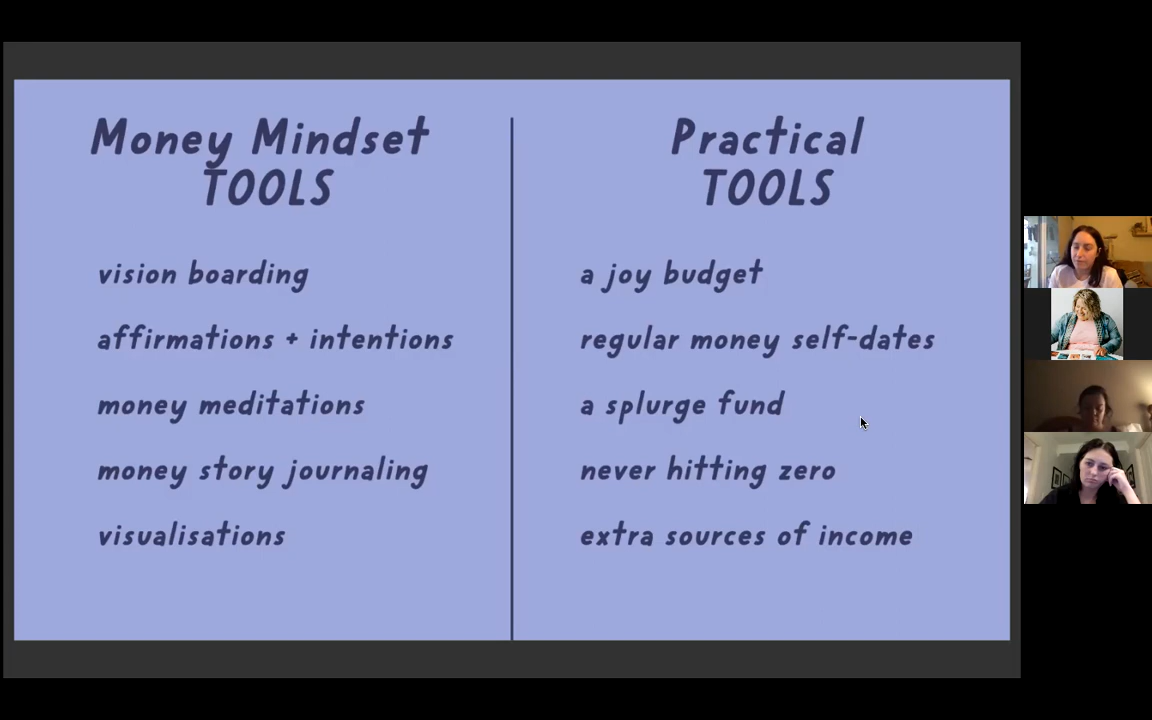 Money Mindset
TOOLS
vision boarding
affirmations + intentions
money meditations
money story journaling
visualisations
Practical
TOOLS
a joy budget
regular money self-dates
a splurge fund
never hitting zero
extra sources of income